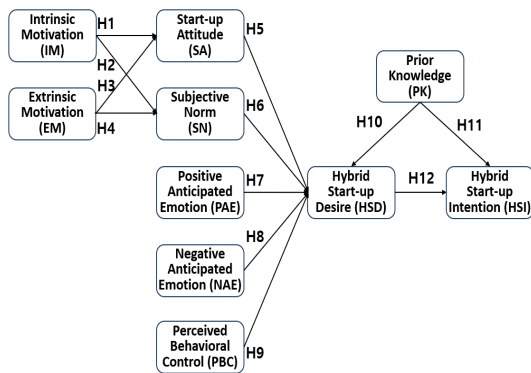 Intrinsic
Motivation
(IM)
H1
Start-up
Attitude
(SA)
H5
H2
H3
Extrinsic
Motivation
(EM)
H4
Subjective
Norm
(SN)
H6
Prior
Knowledge
(PK)
H10
H11
Positive
Anticipated
Emotion (PAE)
H7
Hybrid
Start-up
Desire (HSD)
H12
Hybrid
Start-up
Intention (HSI)
Negative
Anticipated
Emotion (NAE)
H8
Perceived
Behavioral
Control (PBC)
H9